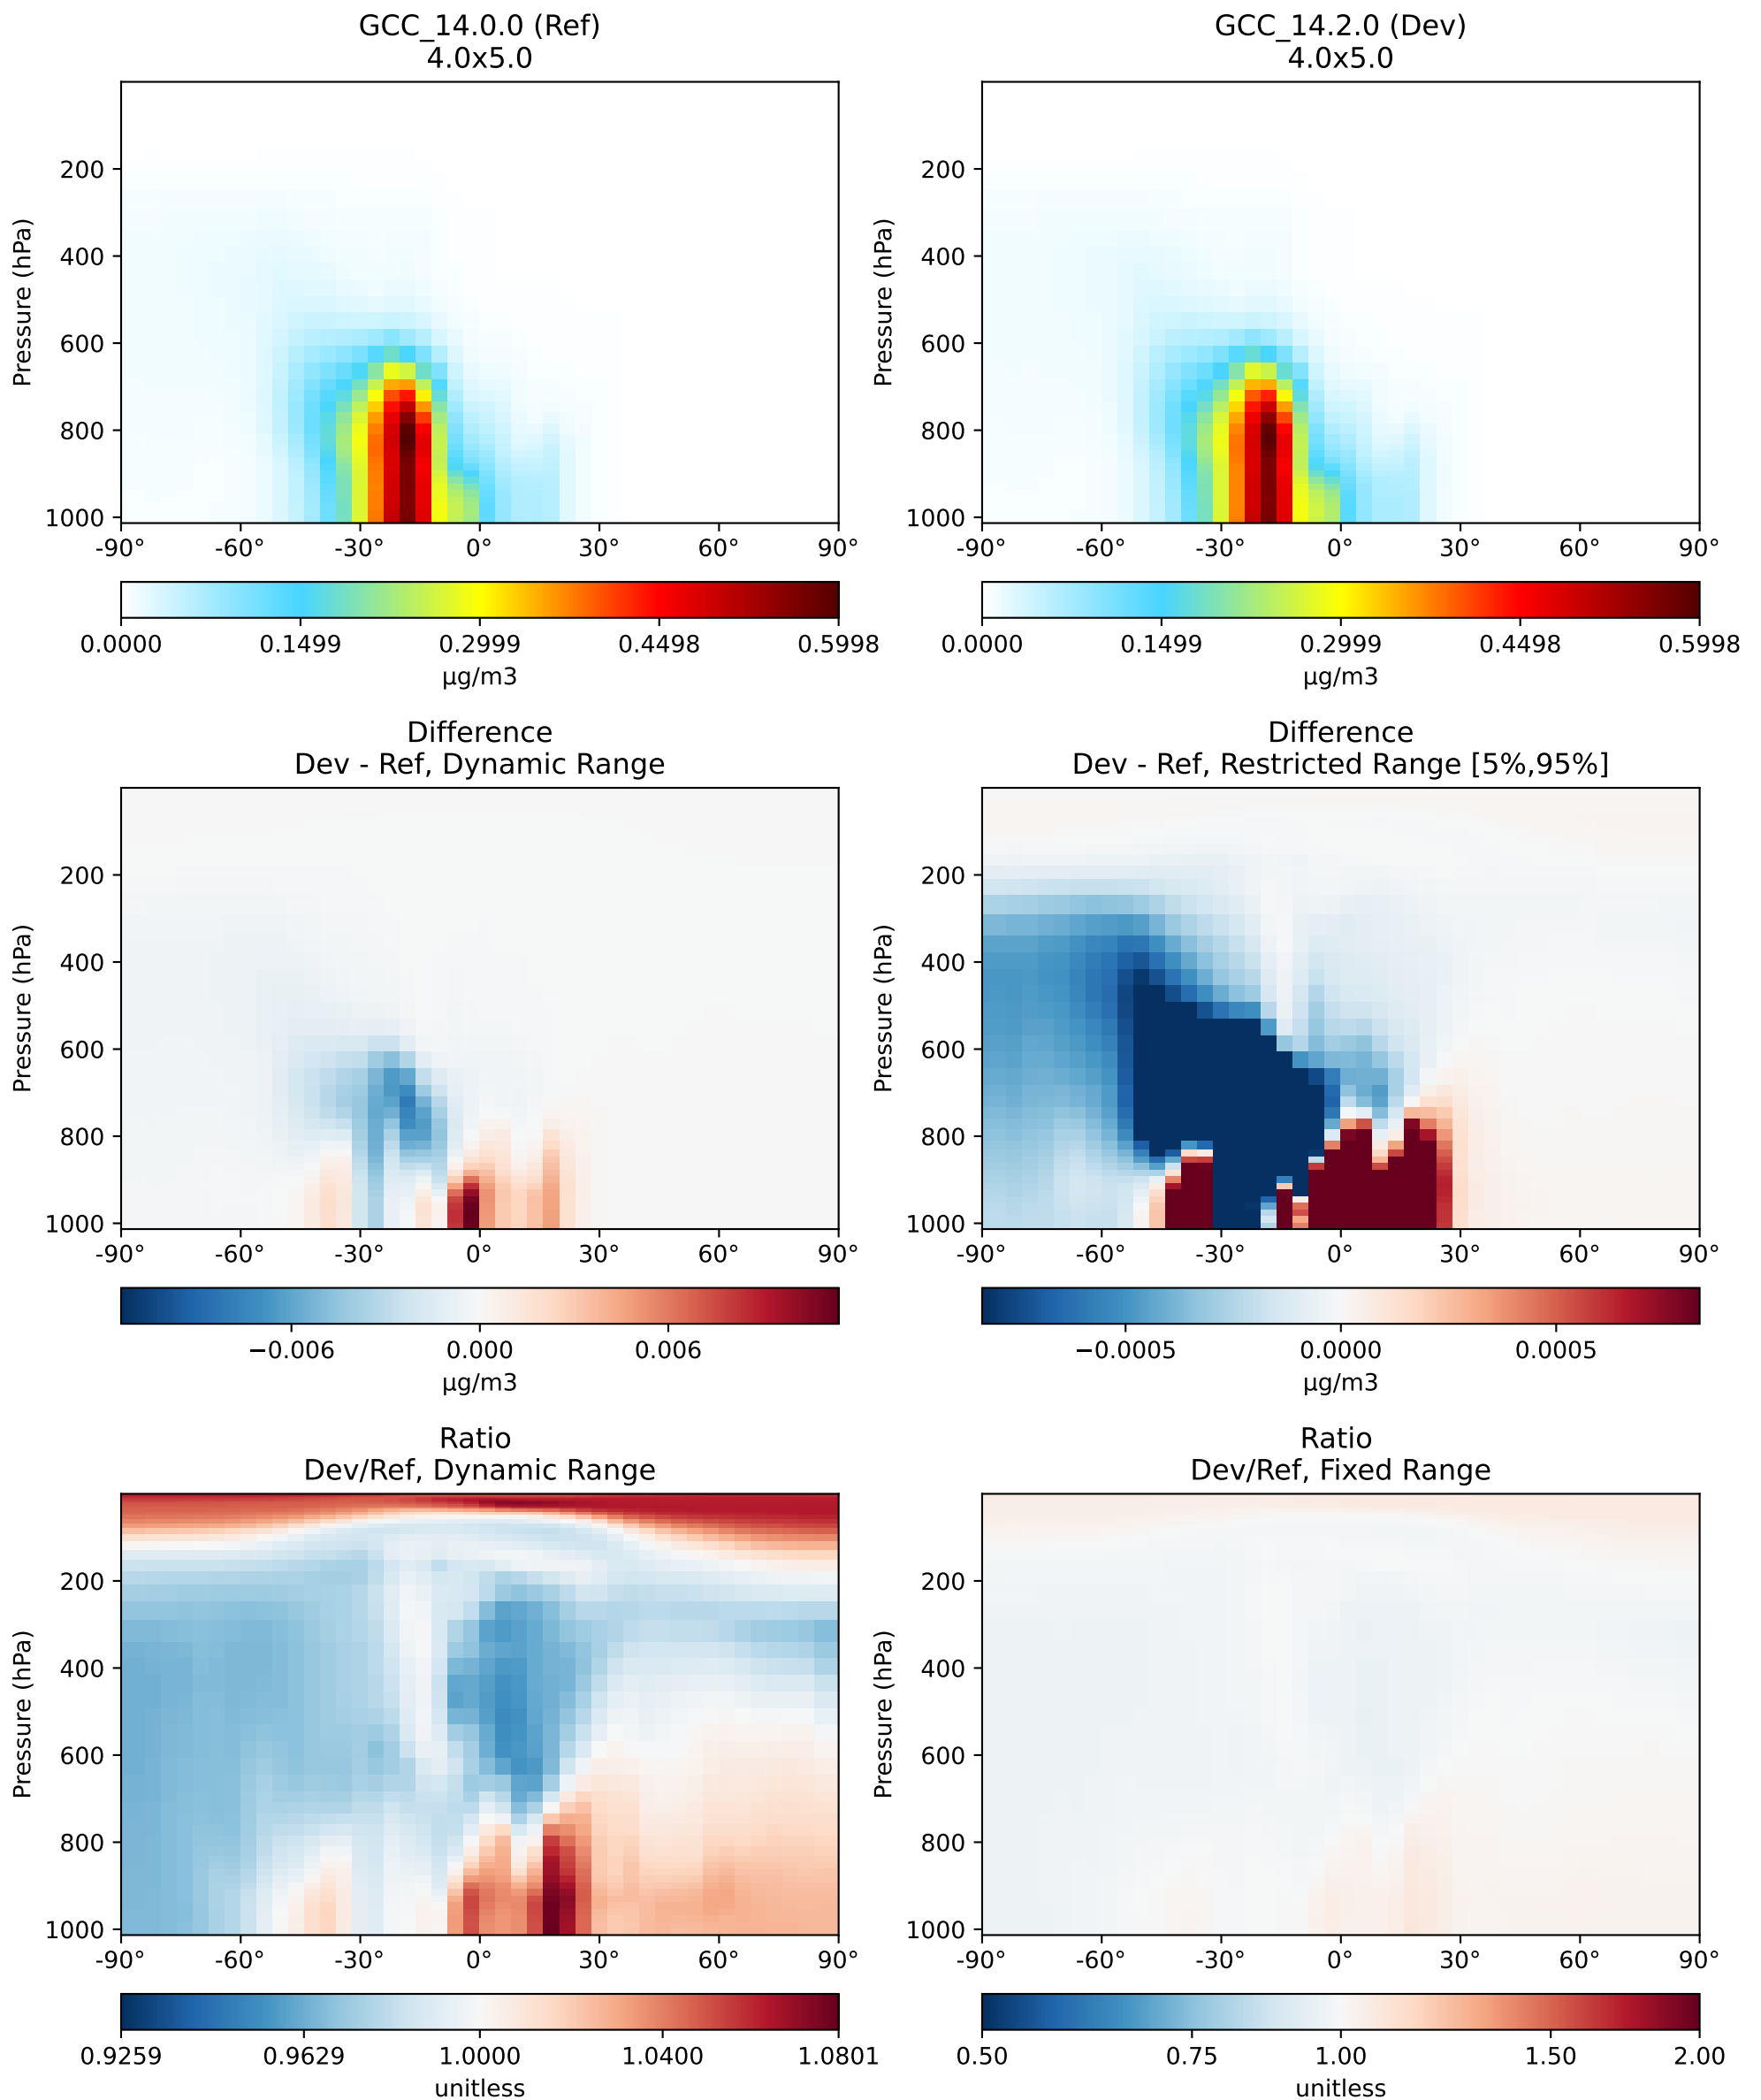 GCC_14.0.0 (Ref)
4.0x5.0
Pressure (hPa)
200
400
600
800
1000
-90° -60° -30° 0° 30° 60° 90°
0.0000 0.1499 0.2999 0.4498 0.5998
µg/m3
GCC_14.2.0 (Dev)
4.0x5.0
Pressure (hPa)
200
400
600
800
1000
-90° -60° -30° 0° 30° 60° 90°
0.0000 0.1499 0.2999 0.4498 0.5998
µg/m3
Difference
Dev - Ref, Dynamic Range
Pressure (hPa)
200
400
600
800
1000
-90° -60° -30° 0° 30° 60° 90°
−0.006 0.000 0.006
µg/m3
Difference
Dev - Ref, Restricted Range [5%,95%]
Pressure (hPa)
200
400
600
800
1000
-90° -60° -30° 0° 30° 60° 90°
−0.0005 0.0000 0.0005
µg/m3
Ratio
Dev/Ref, Dynamic Range
Pressure (hPa)
200
400
600
800
1000
-90° -60° -30° 0° 30° 60° 90°
0.9259 0.9629 1.0000 1.0400 1.0801
unitless
Ratio
Dev/Ref, Fixed Range
Pressure (hPa)
200
400
600
800
1000
-90° -60° -30° 0° 30° 60° 90°
0.50 0.75 1.00 1.50 2.00
unitless